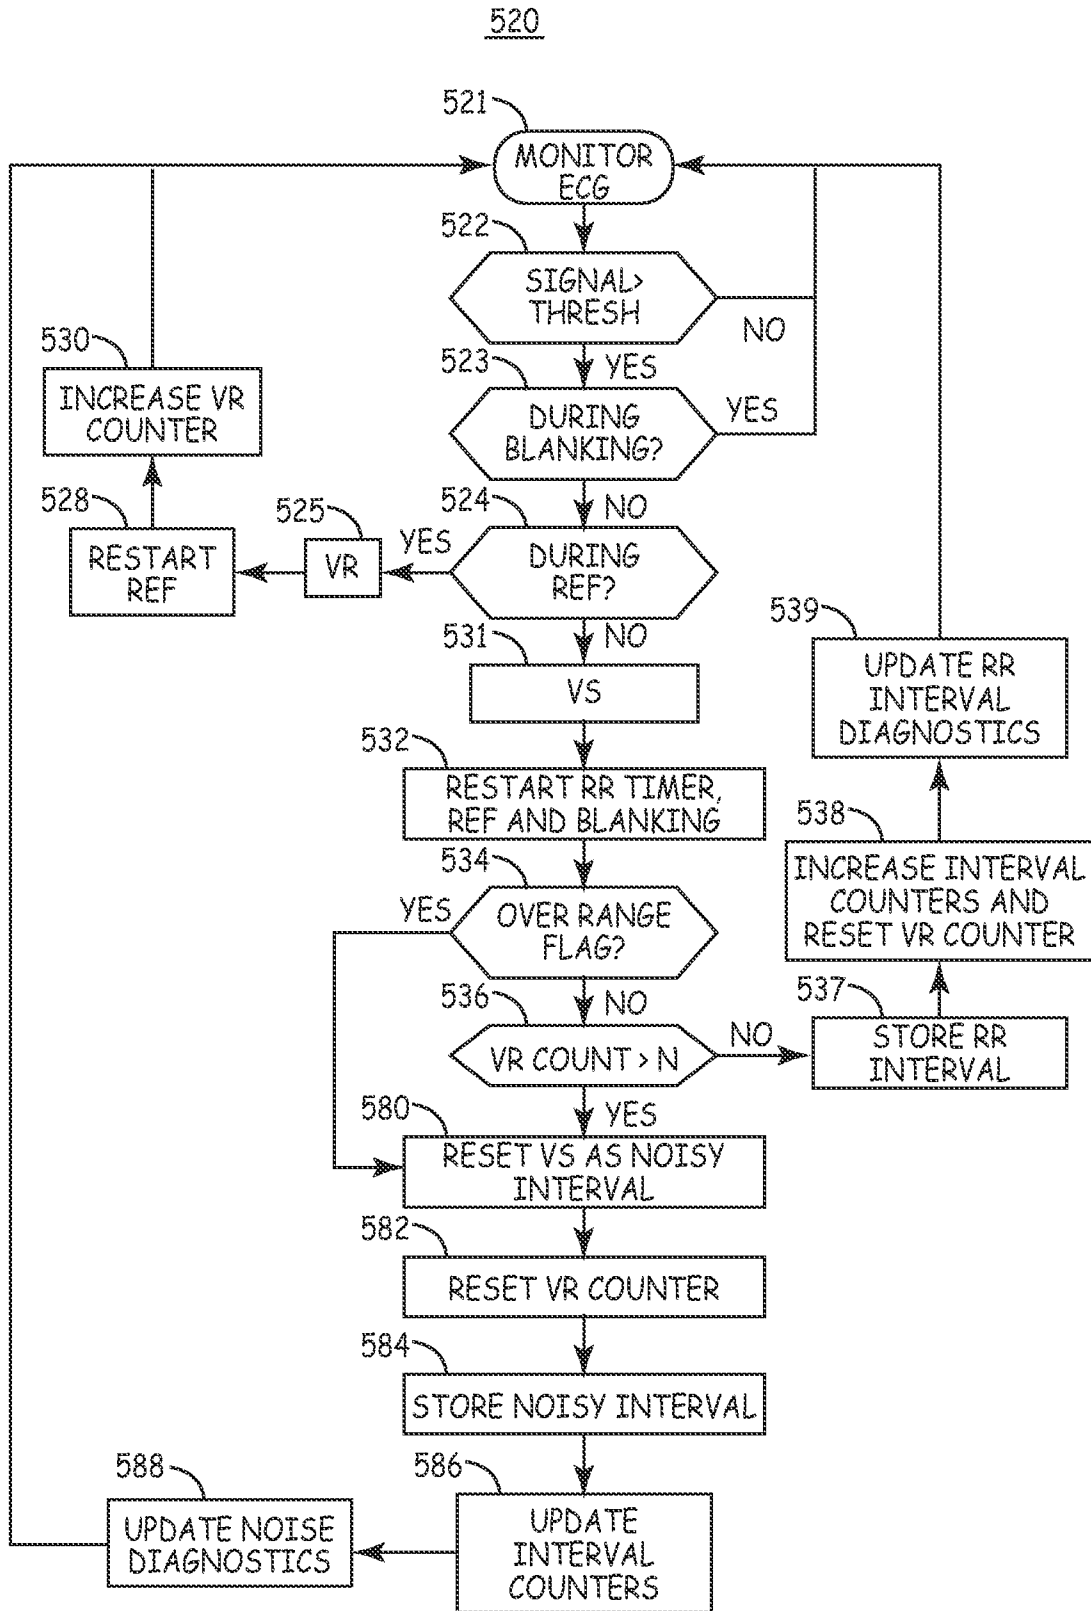 520
521
MONITOR
ECG
522
SIGNAL>
THRESH
NO
YES
523
DURING
BLANKING?
YES
NO
530
INCREASE VR
COUNTER
528
RESTART
REF
525
VR
YES
524
DURING
REF?
NO
531
VS
532
RESTART RR TIMER,
REF AND BLANKING
534
YES
OVER RANGE
FLAG?
NO
536
VR COUNT > N
NO
YES
539
UPDATE RR
INTERVAL
DIAGNOSTICS
538
INCREASE INTERVAL
COUNTERS AND
RESET VR COUNTER
537
STORE RR
INTERVAL
580
RESET VS AS NOISY
INTERVAL
582
RESET VR COUNTER
584
STORE NOISY INTERVAL
586
UPDATE
INTERVAL
COUNTERS
588
UPDATE NOISE
DIAGNOSTICS